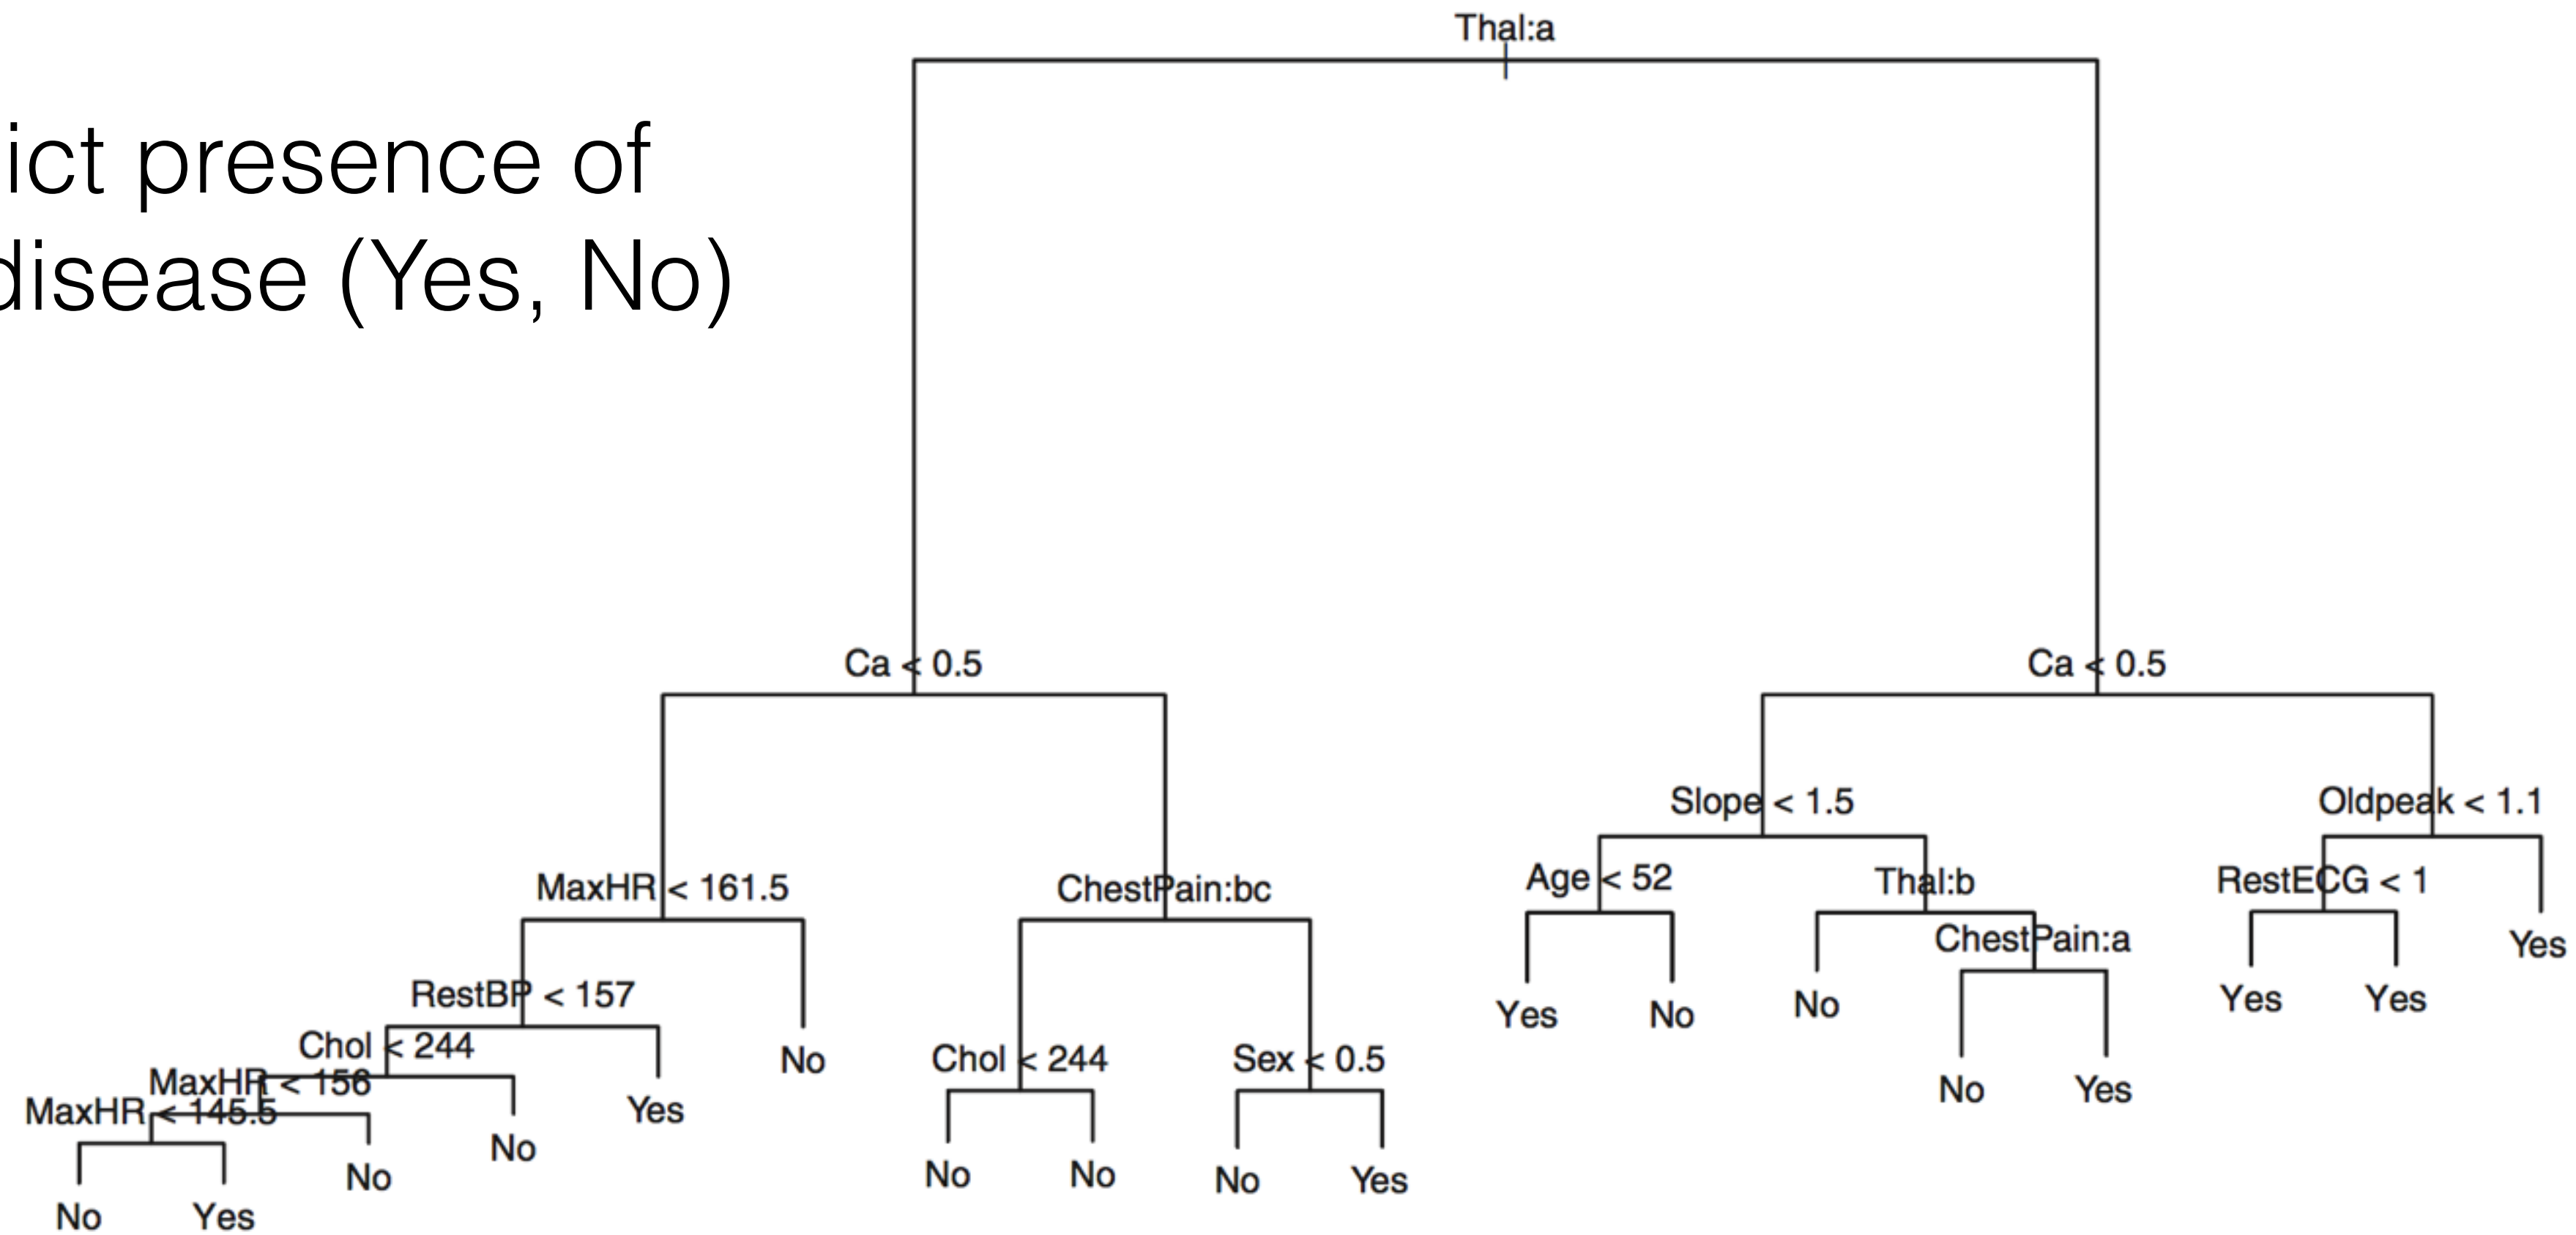 Thal:a
ict presence of
disease (Yes, No)
Ca < 0.5
Ca < 0.5
Slope < 1.5
Oldpeak < 1.1
MaxHR < 161.5
ChestPain:bc
Age < 52
Thal:b
RestECG < 1
ChestPain:a
Yes
RestBP < 157
Yes
No
No
Yes
Yes
Chol < 244
No
Chol < 244
Sex < 0.5
No
Yes
MaxHR < 156
MaxHR < 145.5
Yes
No
No
No
No
No
Yes
No
Yes